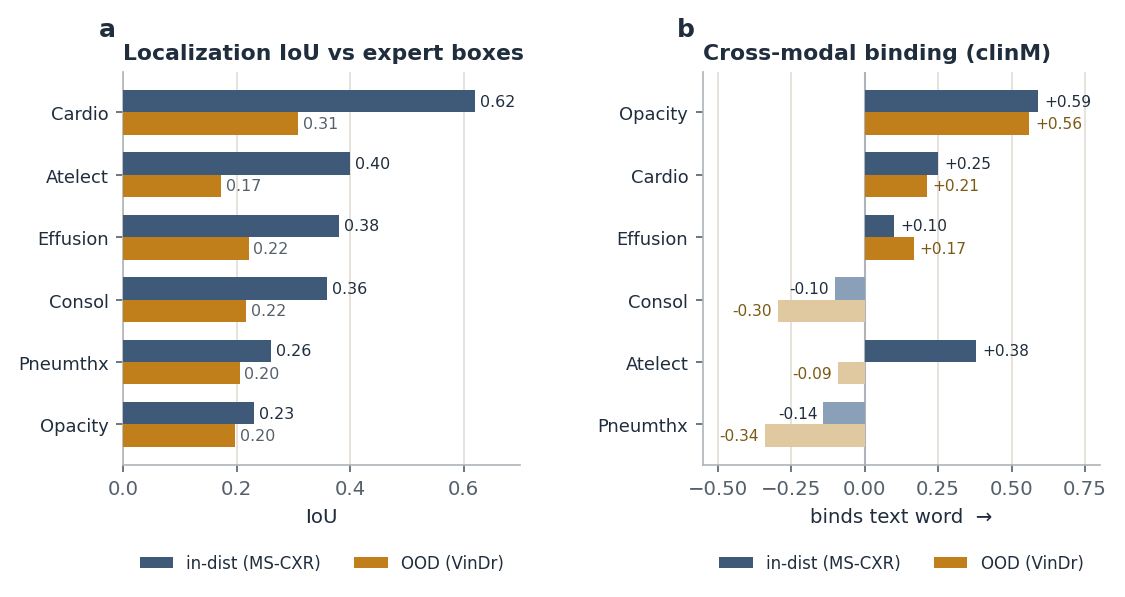 a
Localization IoU vs expert boxes
Cardio
0.62
0.31
Atelect
0.40
0.17
Effusion
0.38
0.22
Consol
0.36
0.22
Pneumthx
0.26
0.20
Opacity
0.23
0.20
0.0 0.2 0.4 0.6
IoU
in-dist (MS-CXR) OOD (VinDr)
b
Cross-modal binding (clinM)
Opacity
+0.59
+0.56
Cardio
+0.25
+0.21
Effusion
+0.10
+0.17
Consol
-0.10
-0.30
Atelect
+0.38
-0.09
Pneumthx
-0.14
-0.34
−0.50 −0.25 0.00 0.25 0.50 0.75
binds text word →
in-dist (MS-CXR) OOD (VinDr)